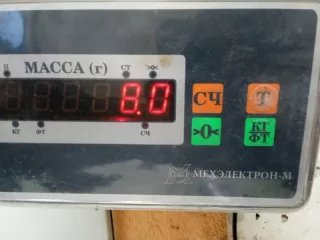 МАССА (г) СТ
8.0
СЧ Т
КГ ФТ СЧ
>0< КГ ФТ
МЕХЭЛЕКТРОН-М